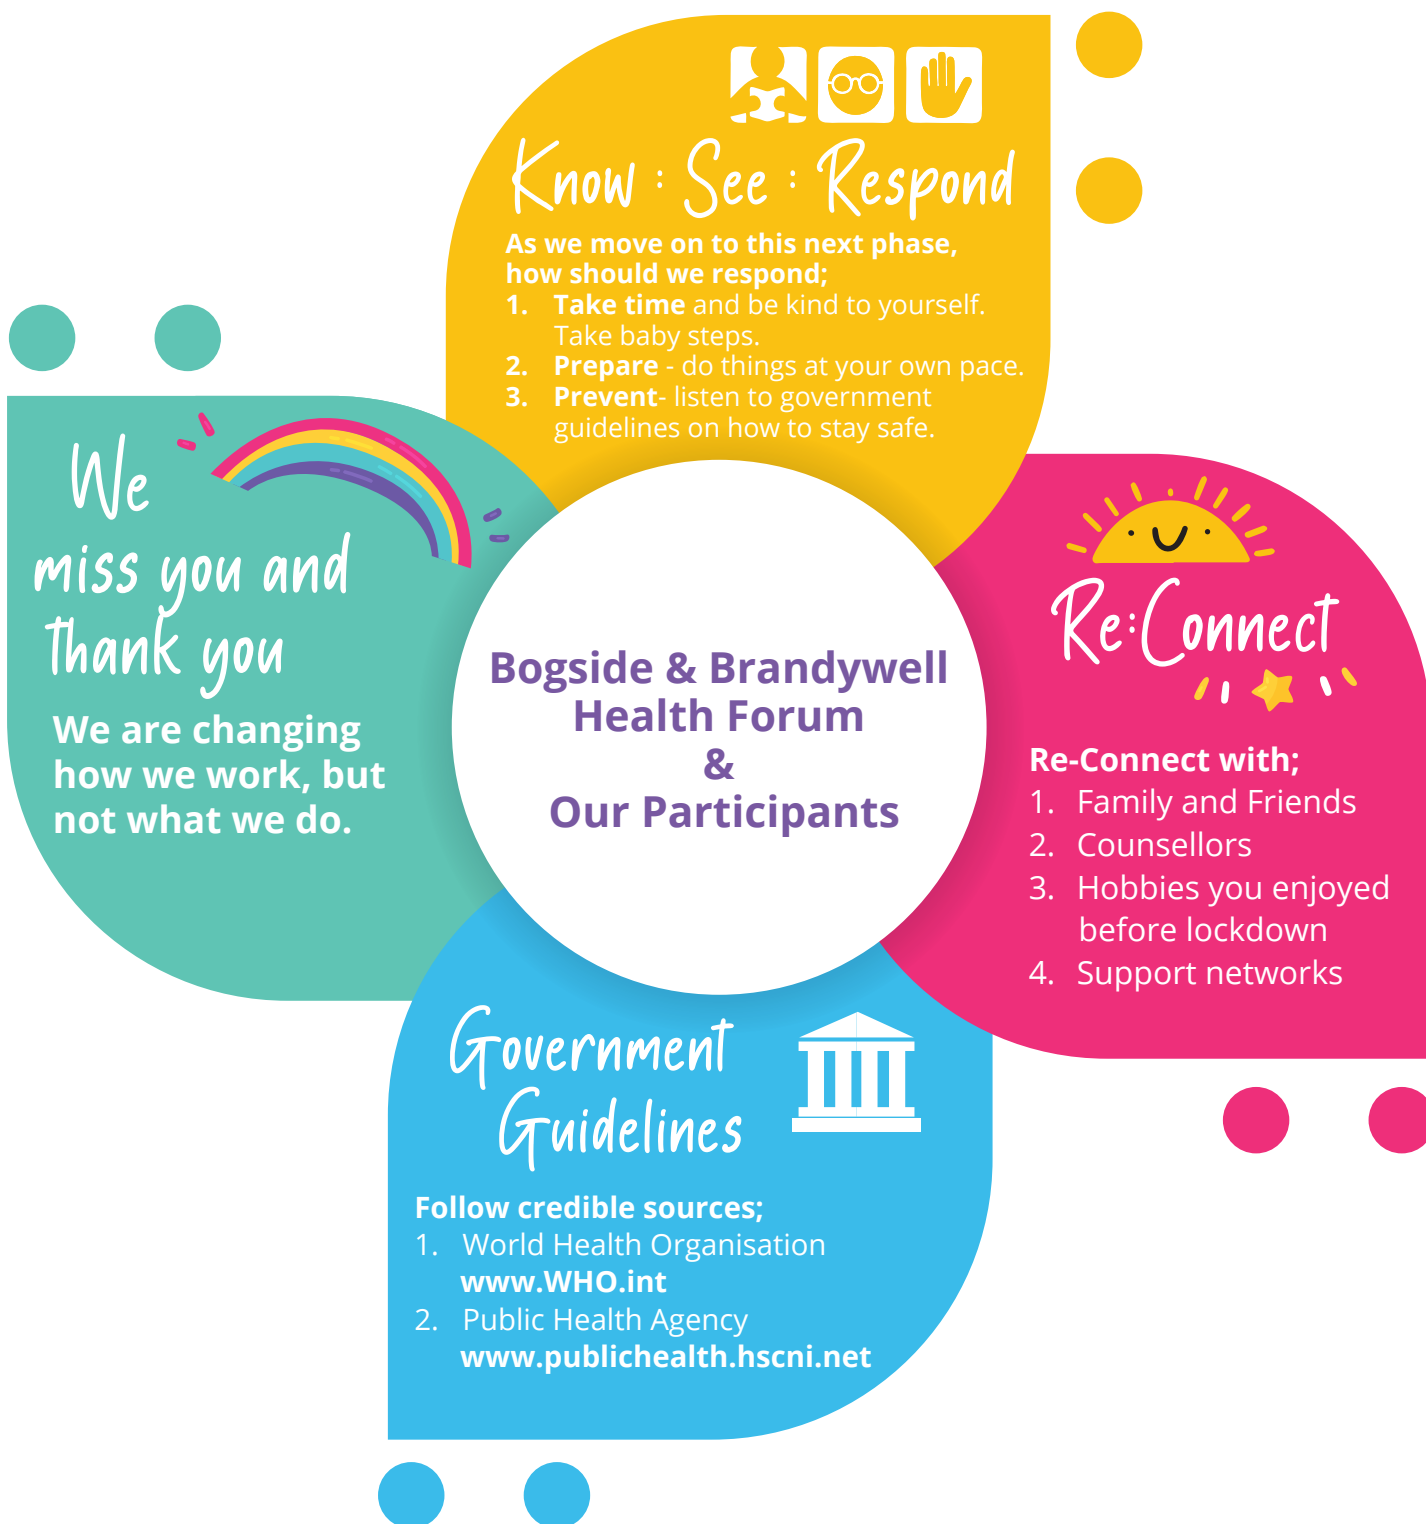 Know : See : Respond
As we move on to this next phase,
how should we respond;
1. Take time and be kind to yourself.
Take baby steps.
2. Prepare - do things at your own pace.
3. Prevent- listen to government
guidelines on how to stay safe.
We
miss you and
thank you
We are changing
how we work, but
not what we do.
Bogside & Brandywell
Health Forum
&
Our Participants
Re:Connect
Re-Connect with;
1. Family and Friends
2. Counsellors
3. Hobbies you enjoyed
before lockdown
4. Support networks
Government
Guidelines
Follow credible sources;
1. World Health Organisation
www.WHO.int
2. Public Health Agency
www.publichealth.hscni.net